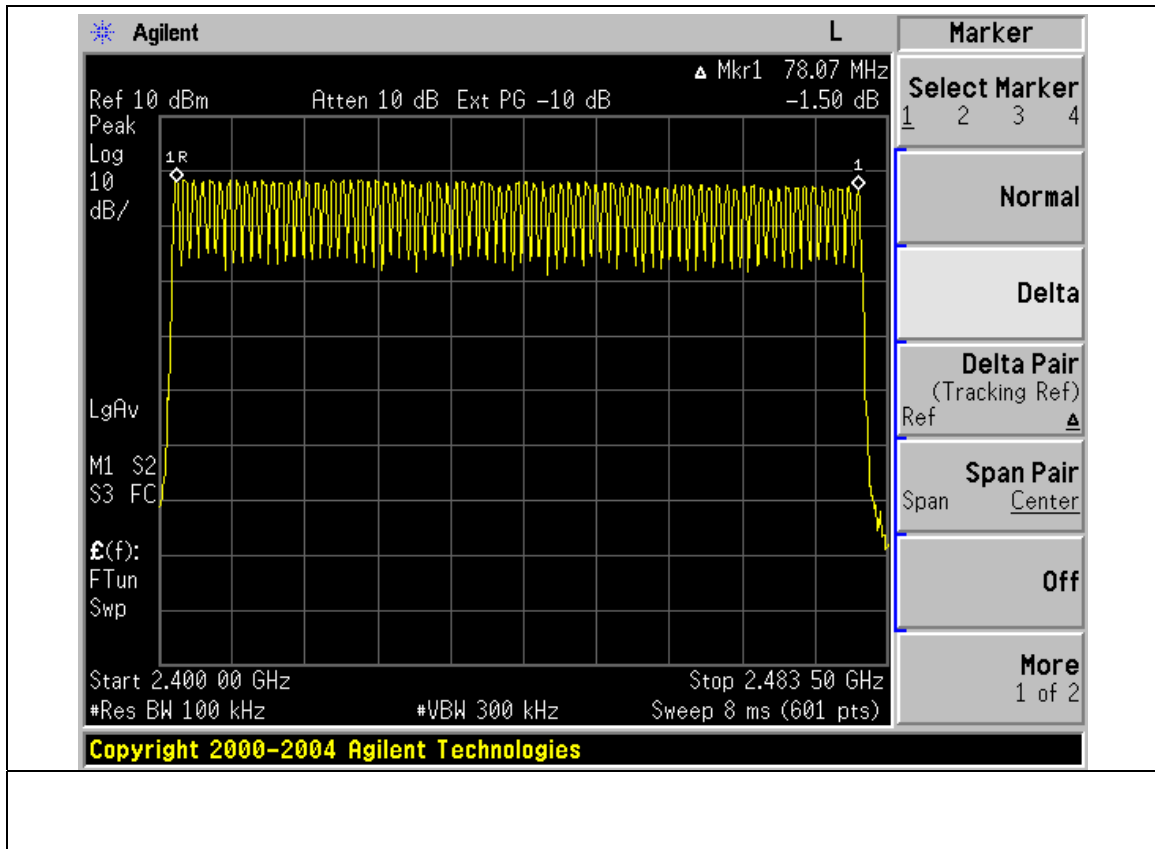 Agilent L
Marker
Δ Mkr1 78.07 MHz
Ref 10 dBm Atten 10 dB Ext PG -10 dB -1.50 dB
Peak
Log
10
dB/
1R
1
LgAv
M1 S2
S3 FC
£(f):
FTun
Swp
Start 2.400 00 GHz Stop 2.483 50 GHz
#Res BW 100 kHz #VBW 300 kHz Sweep 8 ms (601 pts)
Select Marker
1 2 3 4
Normal
Delta
Delta Pair
(Tracking Ref)
Ref Δ
Span Pair
Span Center
Off
More
1 of 2
Copyright 2000-2004 Agilent Technologies